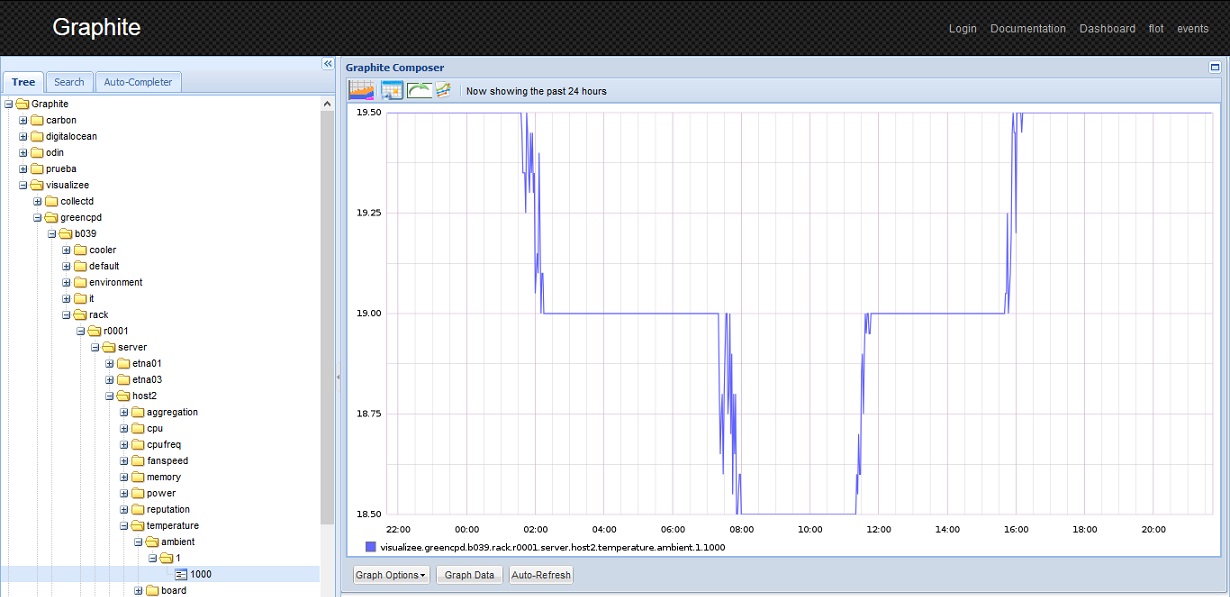 Graphite
Login Documentation Dashboard flot events
Tree Search Auto-Completer
Graphite
carbon
digitalocean
odin
prueba
visualizee
collectd
greencpd
b039
cooler
default
environment
it
rack
r0001
server
etna01
etna03
host2
aggregation
cpu
cpufreq
fanspeed
memory
power
reputation
temperature
ambient
1
1000
board
Graphite Composer
Now showing the past 24 hours
19.50
19.25
19.00
18.75
18.50
22:00 00:00 02:00 04:00 06:00 08:00 10:00 12:00 14:00 16:00 18:00 20:00
visualizee.greencpd.b039.rack.r0001.server.host2.temperature.ambient.1.1000
Graph Options Graph Data Auto-Refresh